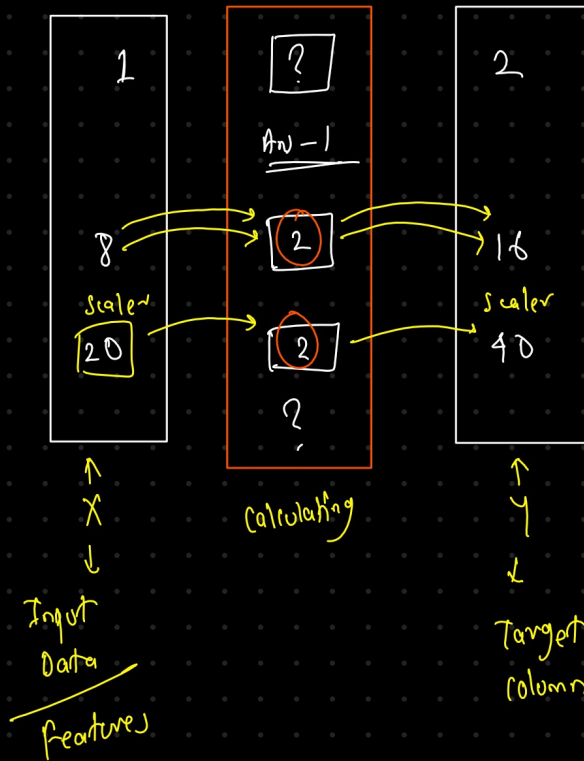 1 ? 2
AN-1
8 2 16
Scaler Scaler
20 2 40
?
X Y
Calculating
Input
Data
Features
Target
Column